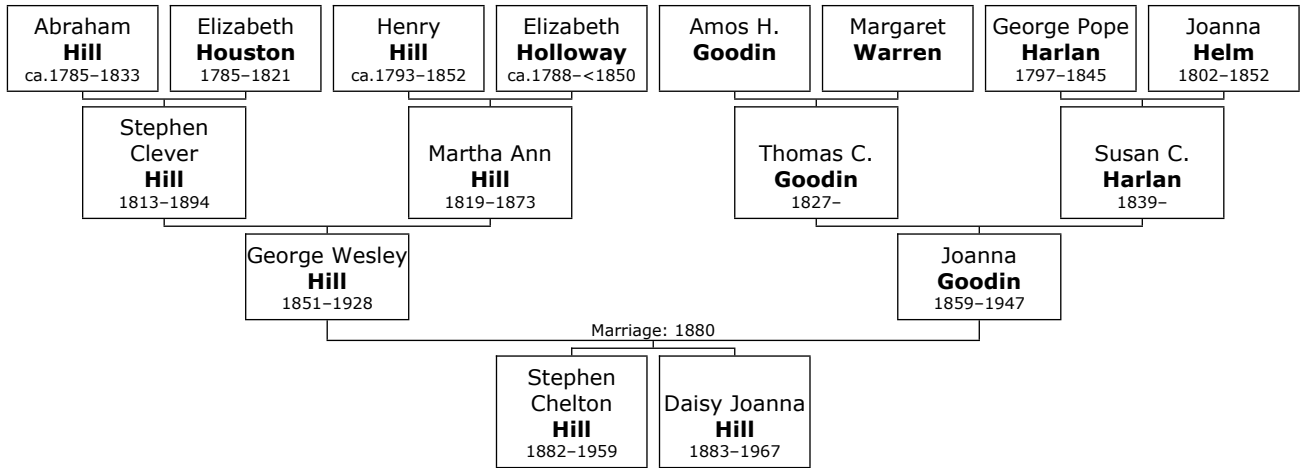 Abraham
Hill
ca.1785–1833
Elizabeth
Houston
1785–1821
Henry
Hill
ca.1793–1852
Elizabeth
Holloway
ca.1788–<1850
Amos H.
Goodin
Margaret
Warren
George Pope
Harlan
1797–1845
Joanna
Helm
1802–1852
Stephen
Clever
Hill
1813–1894
Martha Ann
Hill
1819–1873
Thomas C.
Goodin
1827–
Susan C.
Harlan
1839–
George Wesley
Hill
1851–1928
Joanna
Goodin
1859–1947
Marriage: 1880
Stephen
Chelton
Hill
1882–1959
Daisy Joanna
Hill
1883–1967